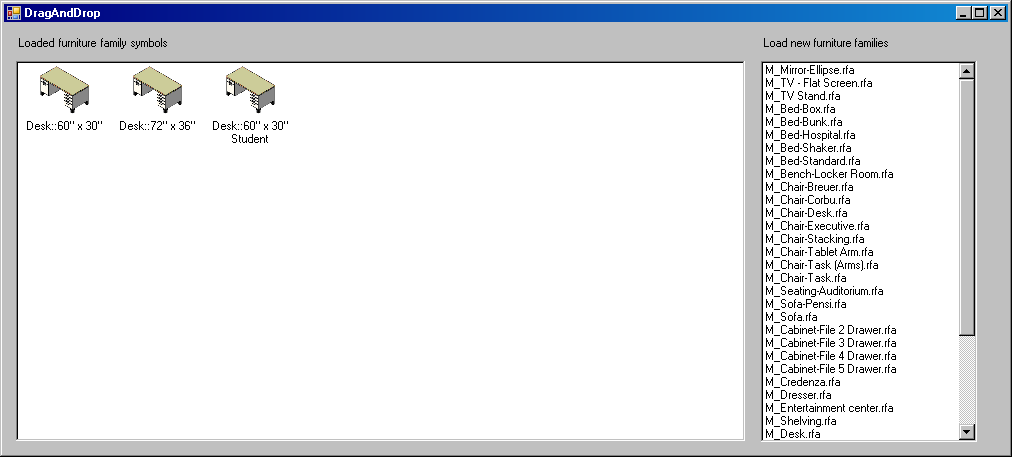 DragAndDrop
Loaded furniture family symbols
Desk::60" x 30"
Desk::72" x 36"
Desk::60" x 30"
Student
Load new furniture families
M_Mirror-Ellipse.rfa
M_TV - Flat Screen.rfa
M_TV Stand.rfa
M_Bed-Box.rfa
M_Bed-Bunk.rfa
M_Bed-Hospital.rfa
M_Bed-Shaker.rfa
M_Bed-Standard.rfa
M_Bench-Locker Room.rfa
M_Chair-Breuer.rfa
M_Chair-Corbu.rfa
M_Chair-Desk.rfa
M_Chair-Executive.rfa
M_Chair-Stacking.rfa
M_Chair-Tablet Arm.rfa
M_Chair-Task (Arms).rfa
M_Chair-Task.rfa
M_Seating-Auditorium.rfa
M_Sofa-Pensi.rfa
M_Sofa.rfa
M_Cabinet-File 2 Drawer.rfa
M_Cabinet-File 3 Drawer.rfa
M_Cabinet-File 4 Drawer.rfa
M_Cabinet-File 5 Drawer.rfa
M_Credenza.rfa
M_Dresser.rfa
M_Entertainment center.rfa
M_Shelving.rfa
M_Desk.rfa